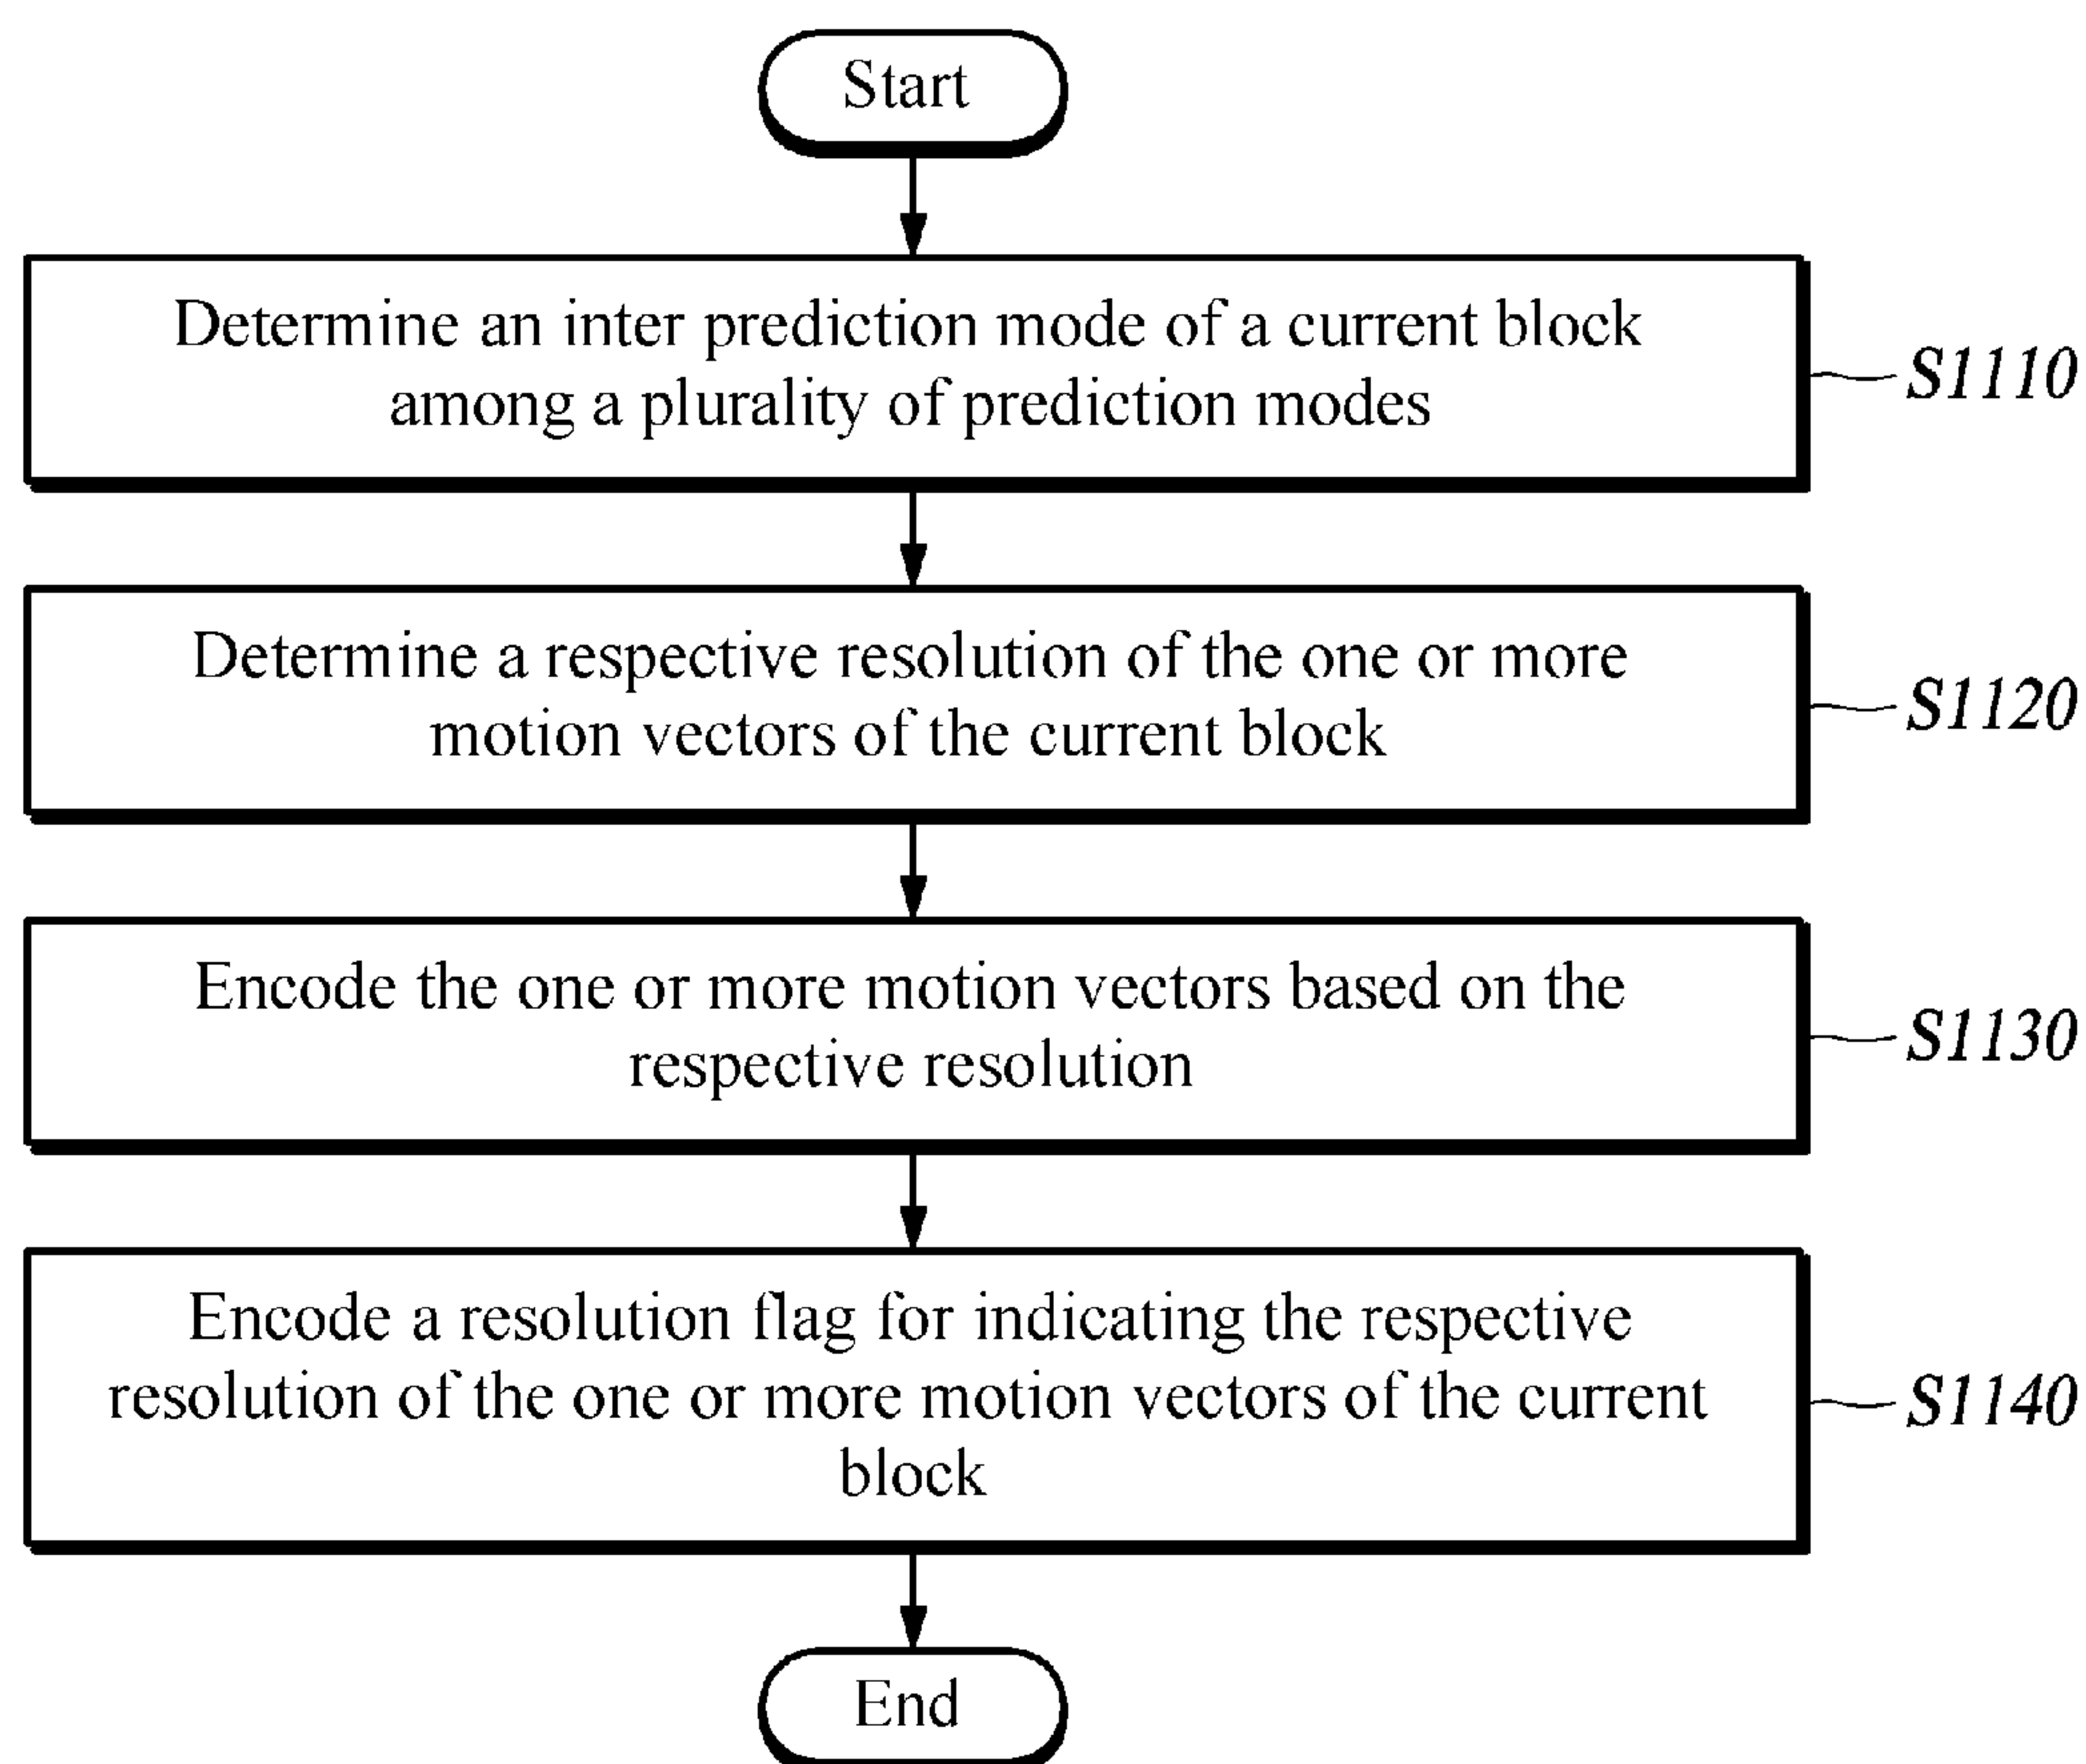 Start
Determine an inter prediction mode of a current block
among a plurality of prediction modes
S1110
Determine a respective resolution of the one or more
motion vectors of the current block
S1120
Encode the one or more motion vectors based on the
respective resolution
S1130
Encode a resolution flag for indicating the respective
resolution of the one or more motion vectors of the current
block
S1140
End